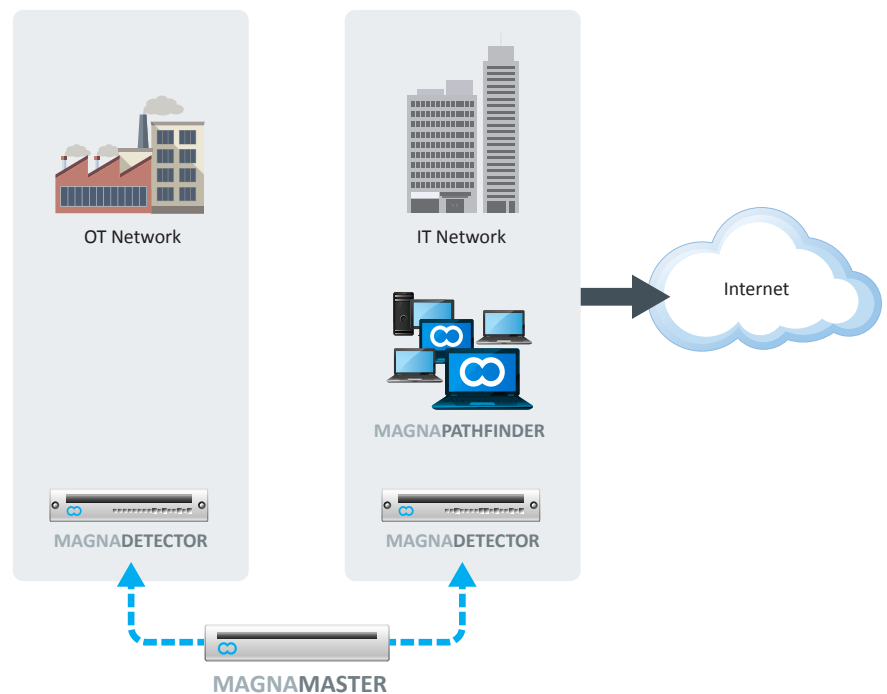 OT Network
IT Network
Internet
MAGNAPATHFINDER
MAGNADETECTOR
MAGNADETECTOR
MAGNAMASTER